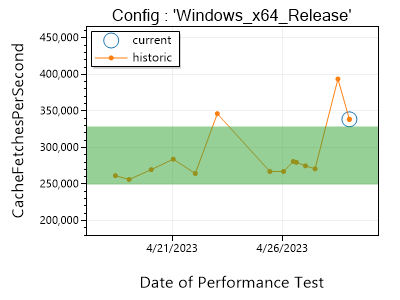 Config : 'Windows_x64_Release'
current
historic
450,000
400,000
350,000
300,000
250,000
200,000
CacheFetchesPerSecond
4/21/2023
4/26/2023
Date of Performance Test